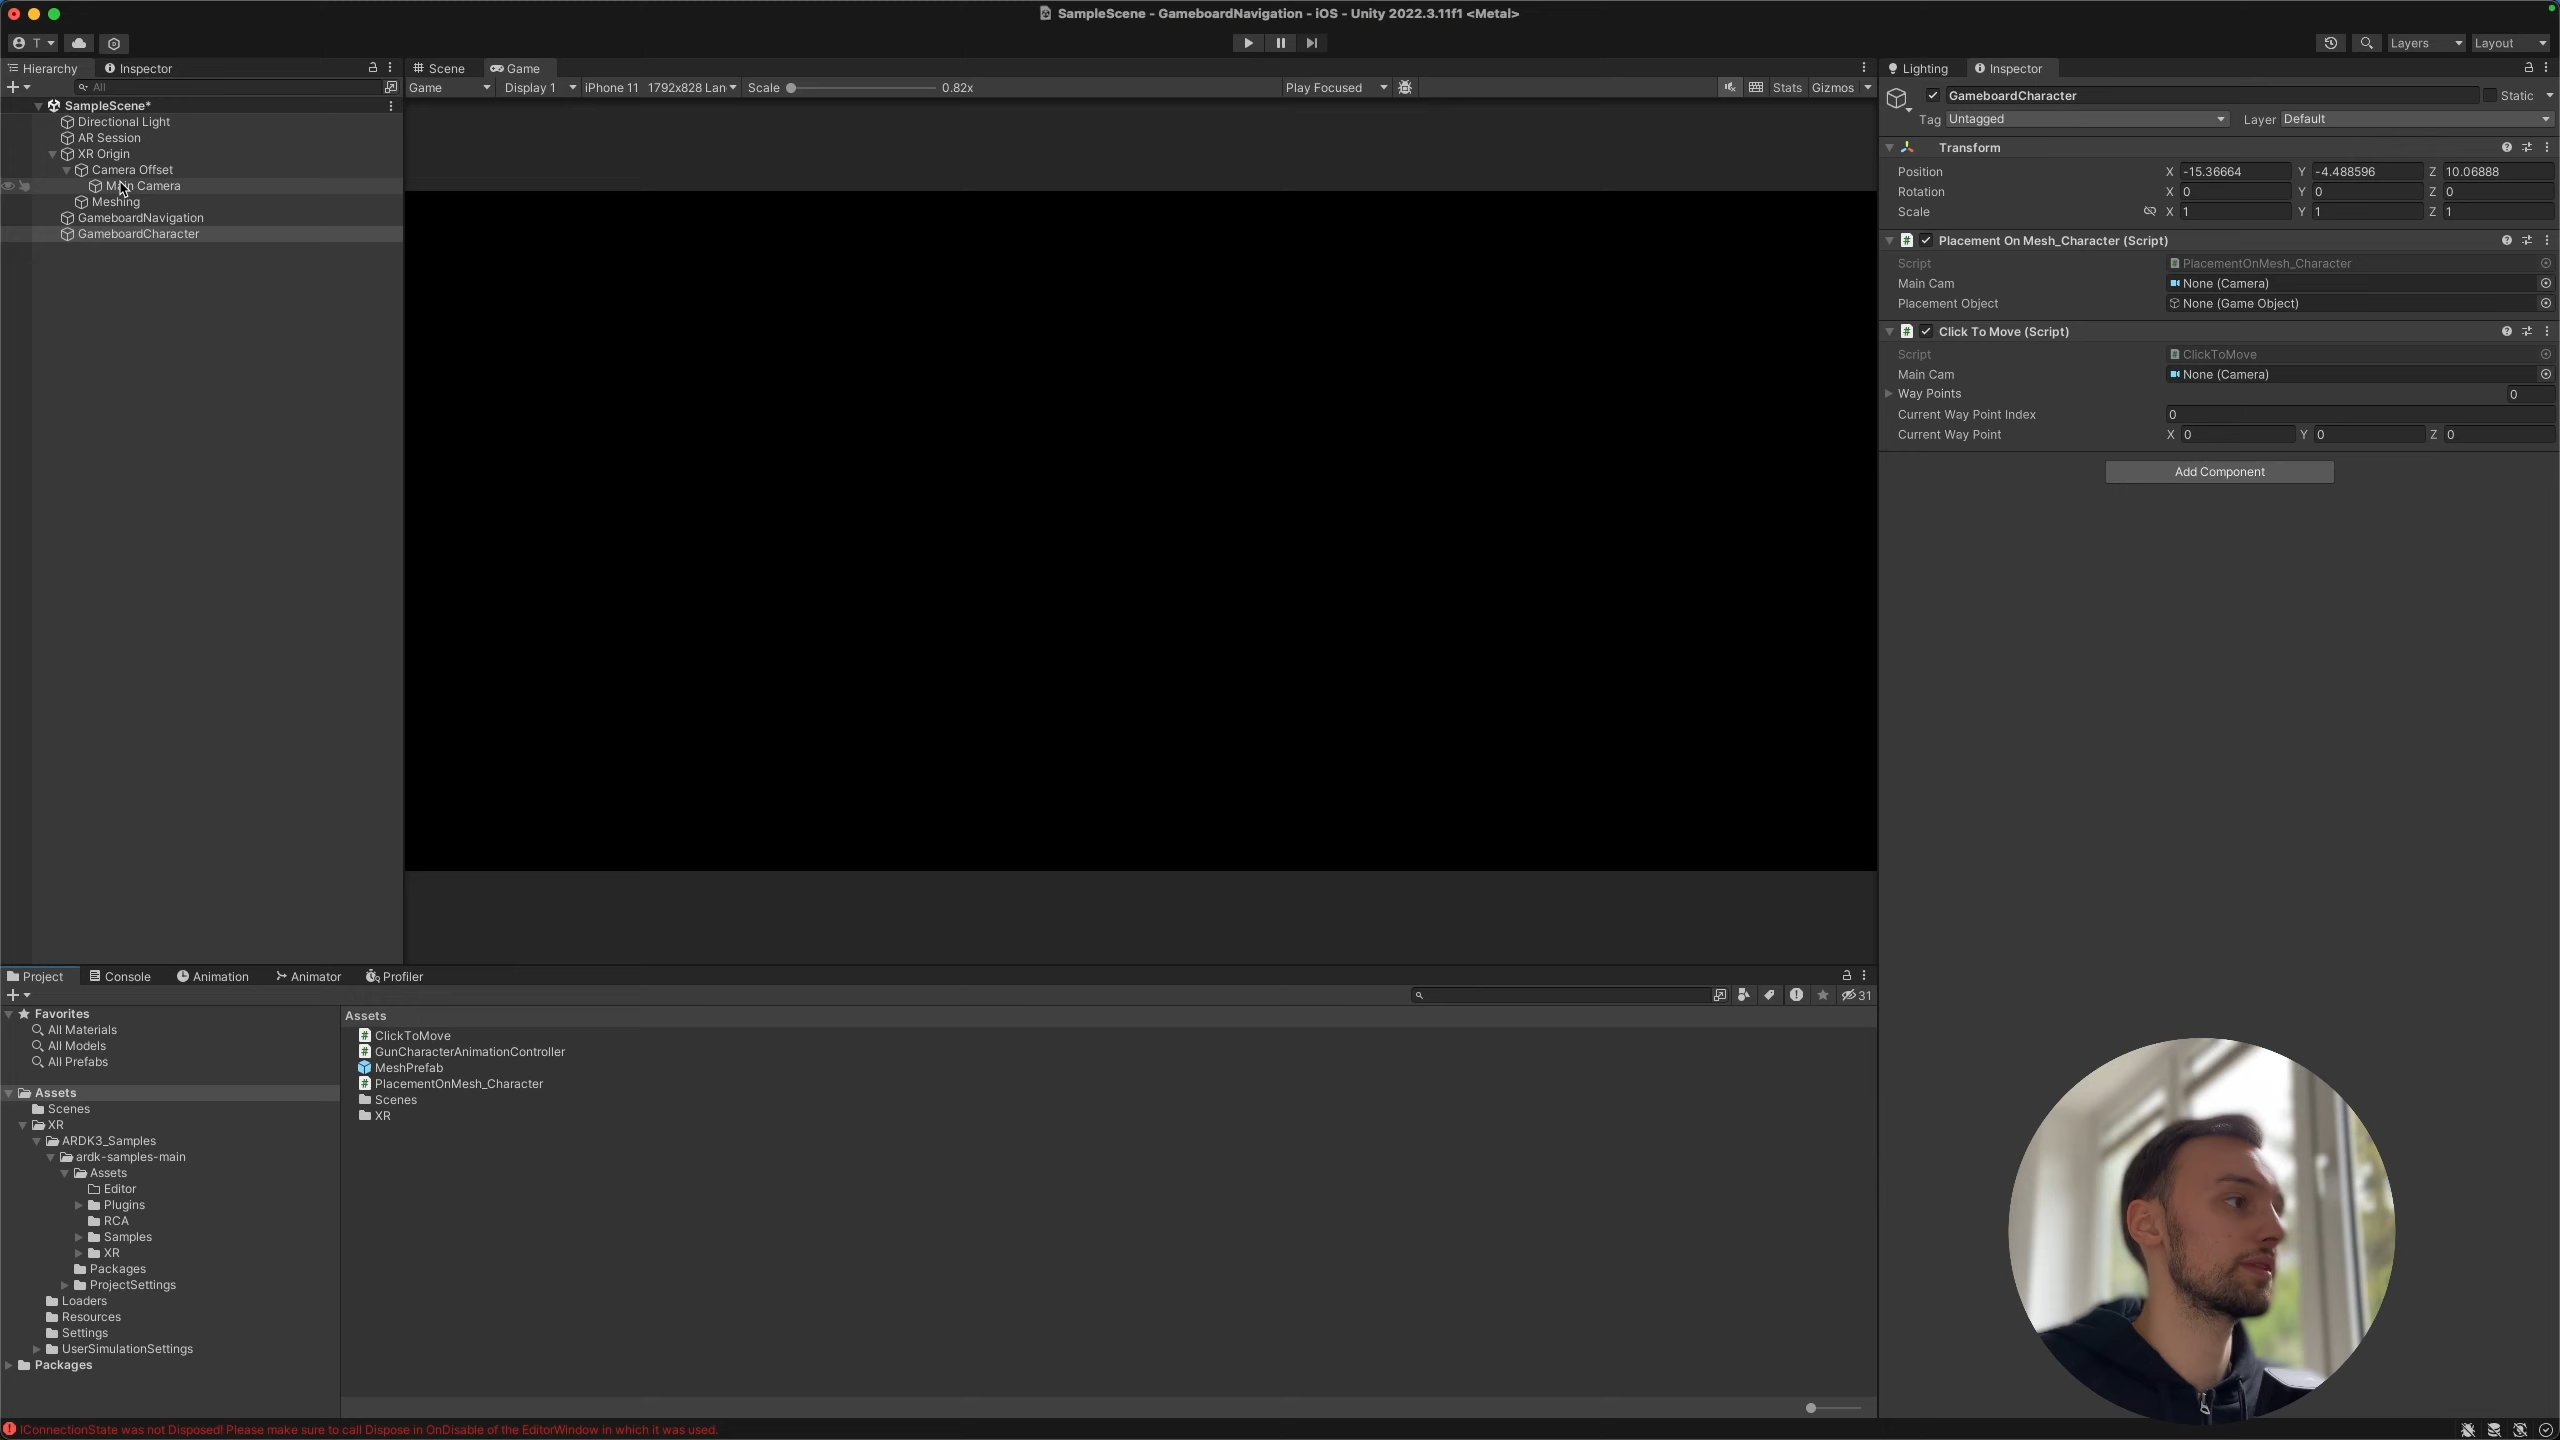 SampleScene - GameboardNavigation - iOS - Unity 2022.3.11f1 <Metal>
T
Layers
Layout
Hierarchy
Inspector
Scene
Game
Lighting
Inspector
All
Game
Display 1
iPhone 11 1792x828 Lan
Scale
0.82x
Play Focused
Stats
Gizmos
SampleScene*
Directional Light
AR Session
XR Origin
Camera Offset
Main Camera
Meshing
GameboardNavigation
GameboardCharacter
GameboardCharacter
Static
Tag Untagged
Layer Default
Transform
Position X -15.36664 Y -4.488596 Z 10.06888
Rotation X 0 Y 0 Z 0
Scale X 1 Y 1 Z 1
Placement On Mesh_Character (Script)
Script PlacementOnMesh_Character
Main Cam None (Camera)
Placement Object None (Game Object)
Click To Move (Script)
Script ClickToMove
Main Cam None (Camera)
Way Points 0
Current Way Point Index 0
Current Way Point X 0 Y 0 Z 0
Add Component
Project
Console
Animation
Animator
Profiler
31
Favorites
All Materials
All Models
All Prefabs
Assets
Scenes
XR
ARDK3_Samples
ardk-samples-main
Assets
Editor
Plugins
RCA
Samples
XR
Packages
ProjectSettings
Loaders
Resources
Settings
UserSimulationSettings
Packages
Assets
ClickToMove
GunCharacterAnimationController
MeshPrefab
PlacementOnMesh_Character
Scenes
XR
IConnectionState was not Disposed! Please make sure to call Dispose in OnDisable of the EditorWindow in which it was used.